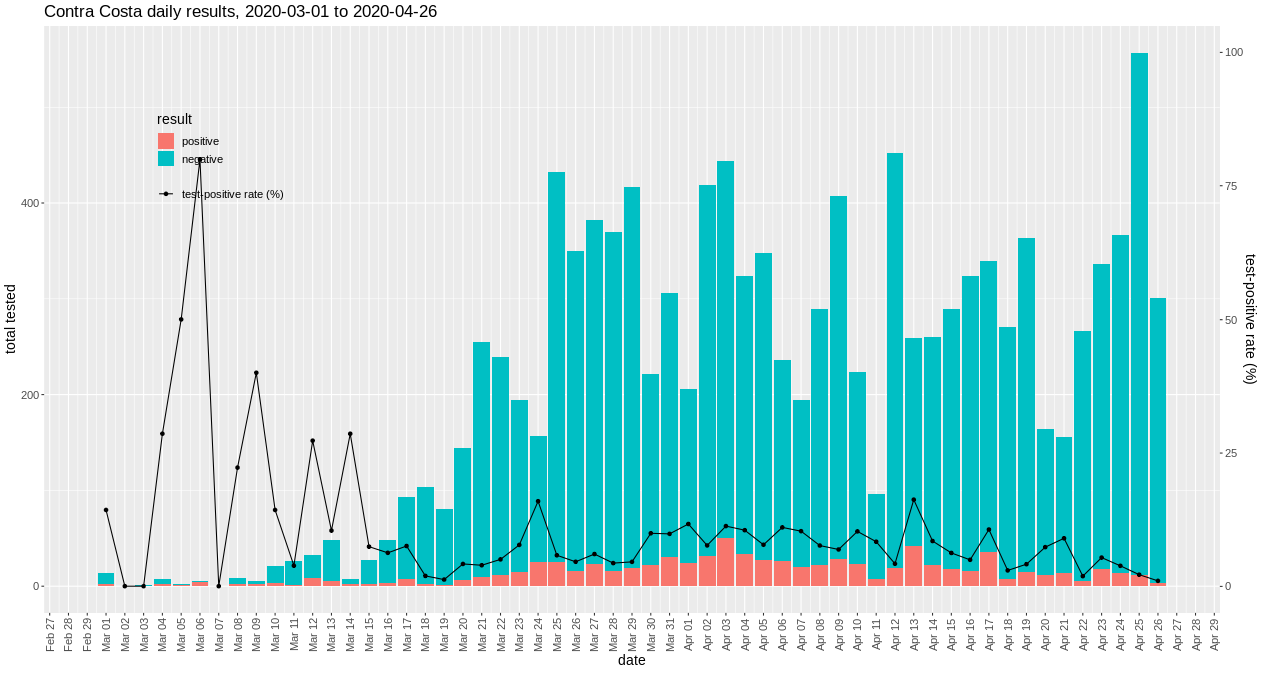 Contra Costa daily results, 2020-03-01 to 2020-04-26
result
positive
negative
test-positive rate (%)
total tested
400
200
0
100
75
50
25
0
test-positive rate (%)
Feb 27
Feb 28
Feb 29
Mar 01
Mar 02
Mar 03
Mar 04
Mar 05
Mar 06
Mar 07
Mar 08
Mar 09
Mar 10
Mar 11
Mar 12
Mar 13
Mar 14
Mar 15
Mar 16
Mar 17
Mar 18
Mar 19
Mar 20
Mar 21
Mar 22
Mar 23
Mar 24
Mar 25
Mar 26
Mar 27
Mar 28
Mar 29
Mar 30
Mar 31
Apr 01
Apr 02
Apr 03
Apr 04
Apr 05
Apr 06
Apr 07
Apr 08
Apr 09
Apr 10
Apr 11
Apr 12
Apr 13
Apr 14
Apr 15
Apr 16
Apr 17
Apr 18
Apr 19
Apr 20
Apr 21
Apr 22
Apr 23
Apr 24
Apr 25
Apr 26
Apr 27
Apr 28
Apr 29
date